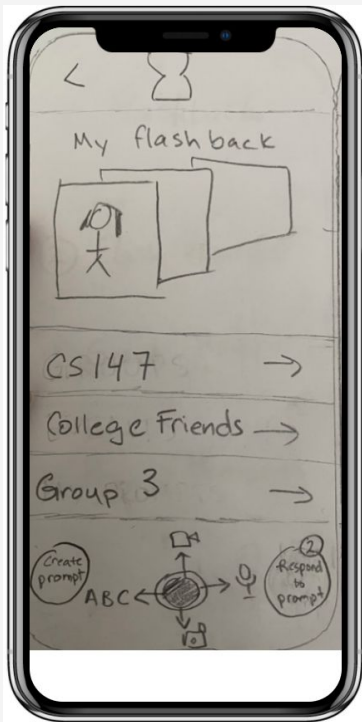 My flashback
CS147
College Friends
Group 3
Create
prompt
ABC
2
Respond
to
prompt